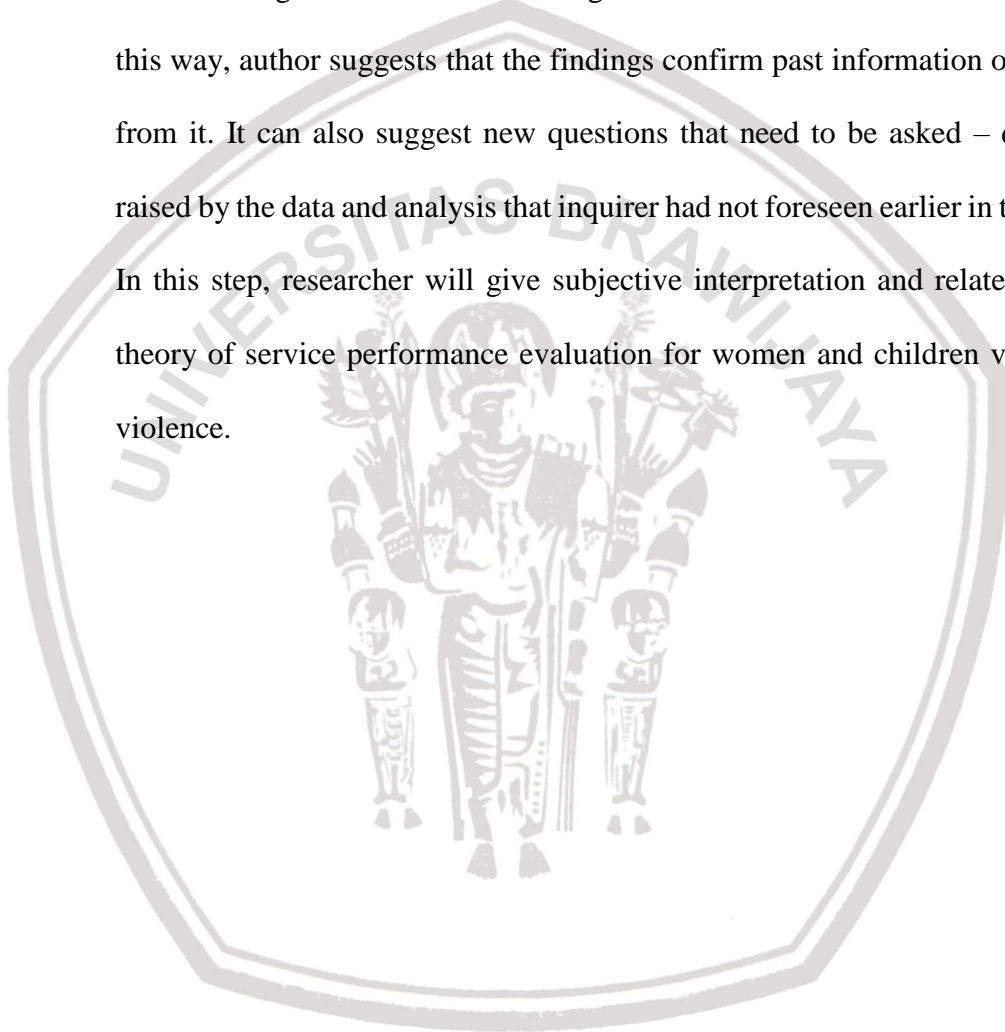 this way, author suggests that the findings confirm past information
from it. It can also suggest new questions that need to be asked –
raised by the data and analysis that inquirer had not foreseen earlier in
In this step, researcher will give subjective interpretation and relate
theory of service performance evaluation for women and children
violence.
UNIVERSITAS BRAWIJAYA